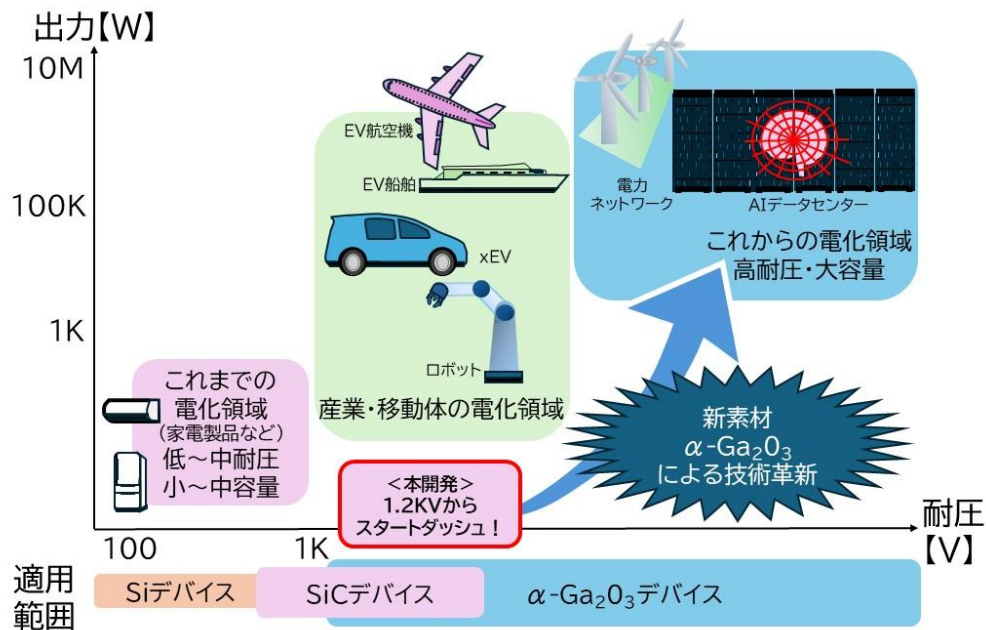 出力【W】
10M
100K
1K
EV航空機
EV船舶
xEV
ロボット
産業・移動体の電化領域
電力
ネットワーク
AIデータセンター
これからの電化領域
高耐圧・大容量
これまでの
電化領域
（家電製品など）
低～中耐圧
小～中容量
新素材
α-Ga₂O₃
による技術革新
＜本開発＞
1.2KVから
スタートダッシュ！
100
1K
耐圧
【V】
適用
範囲
Siデバイス
SiCデバイス
α-Ga₂O₃デバイス